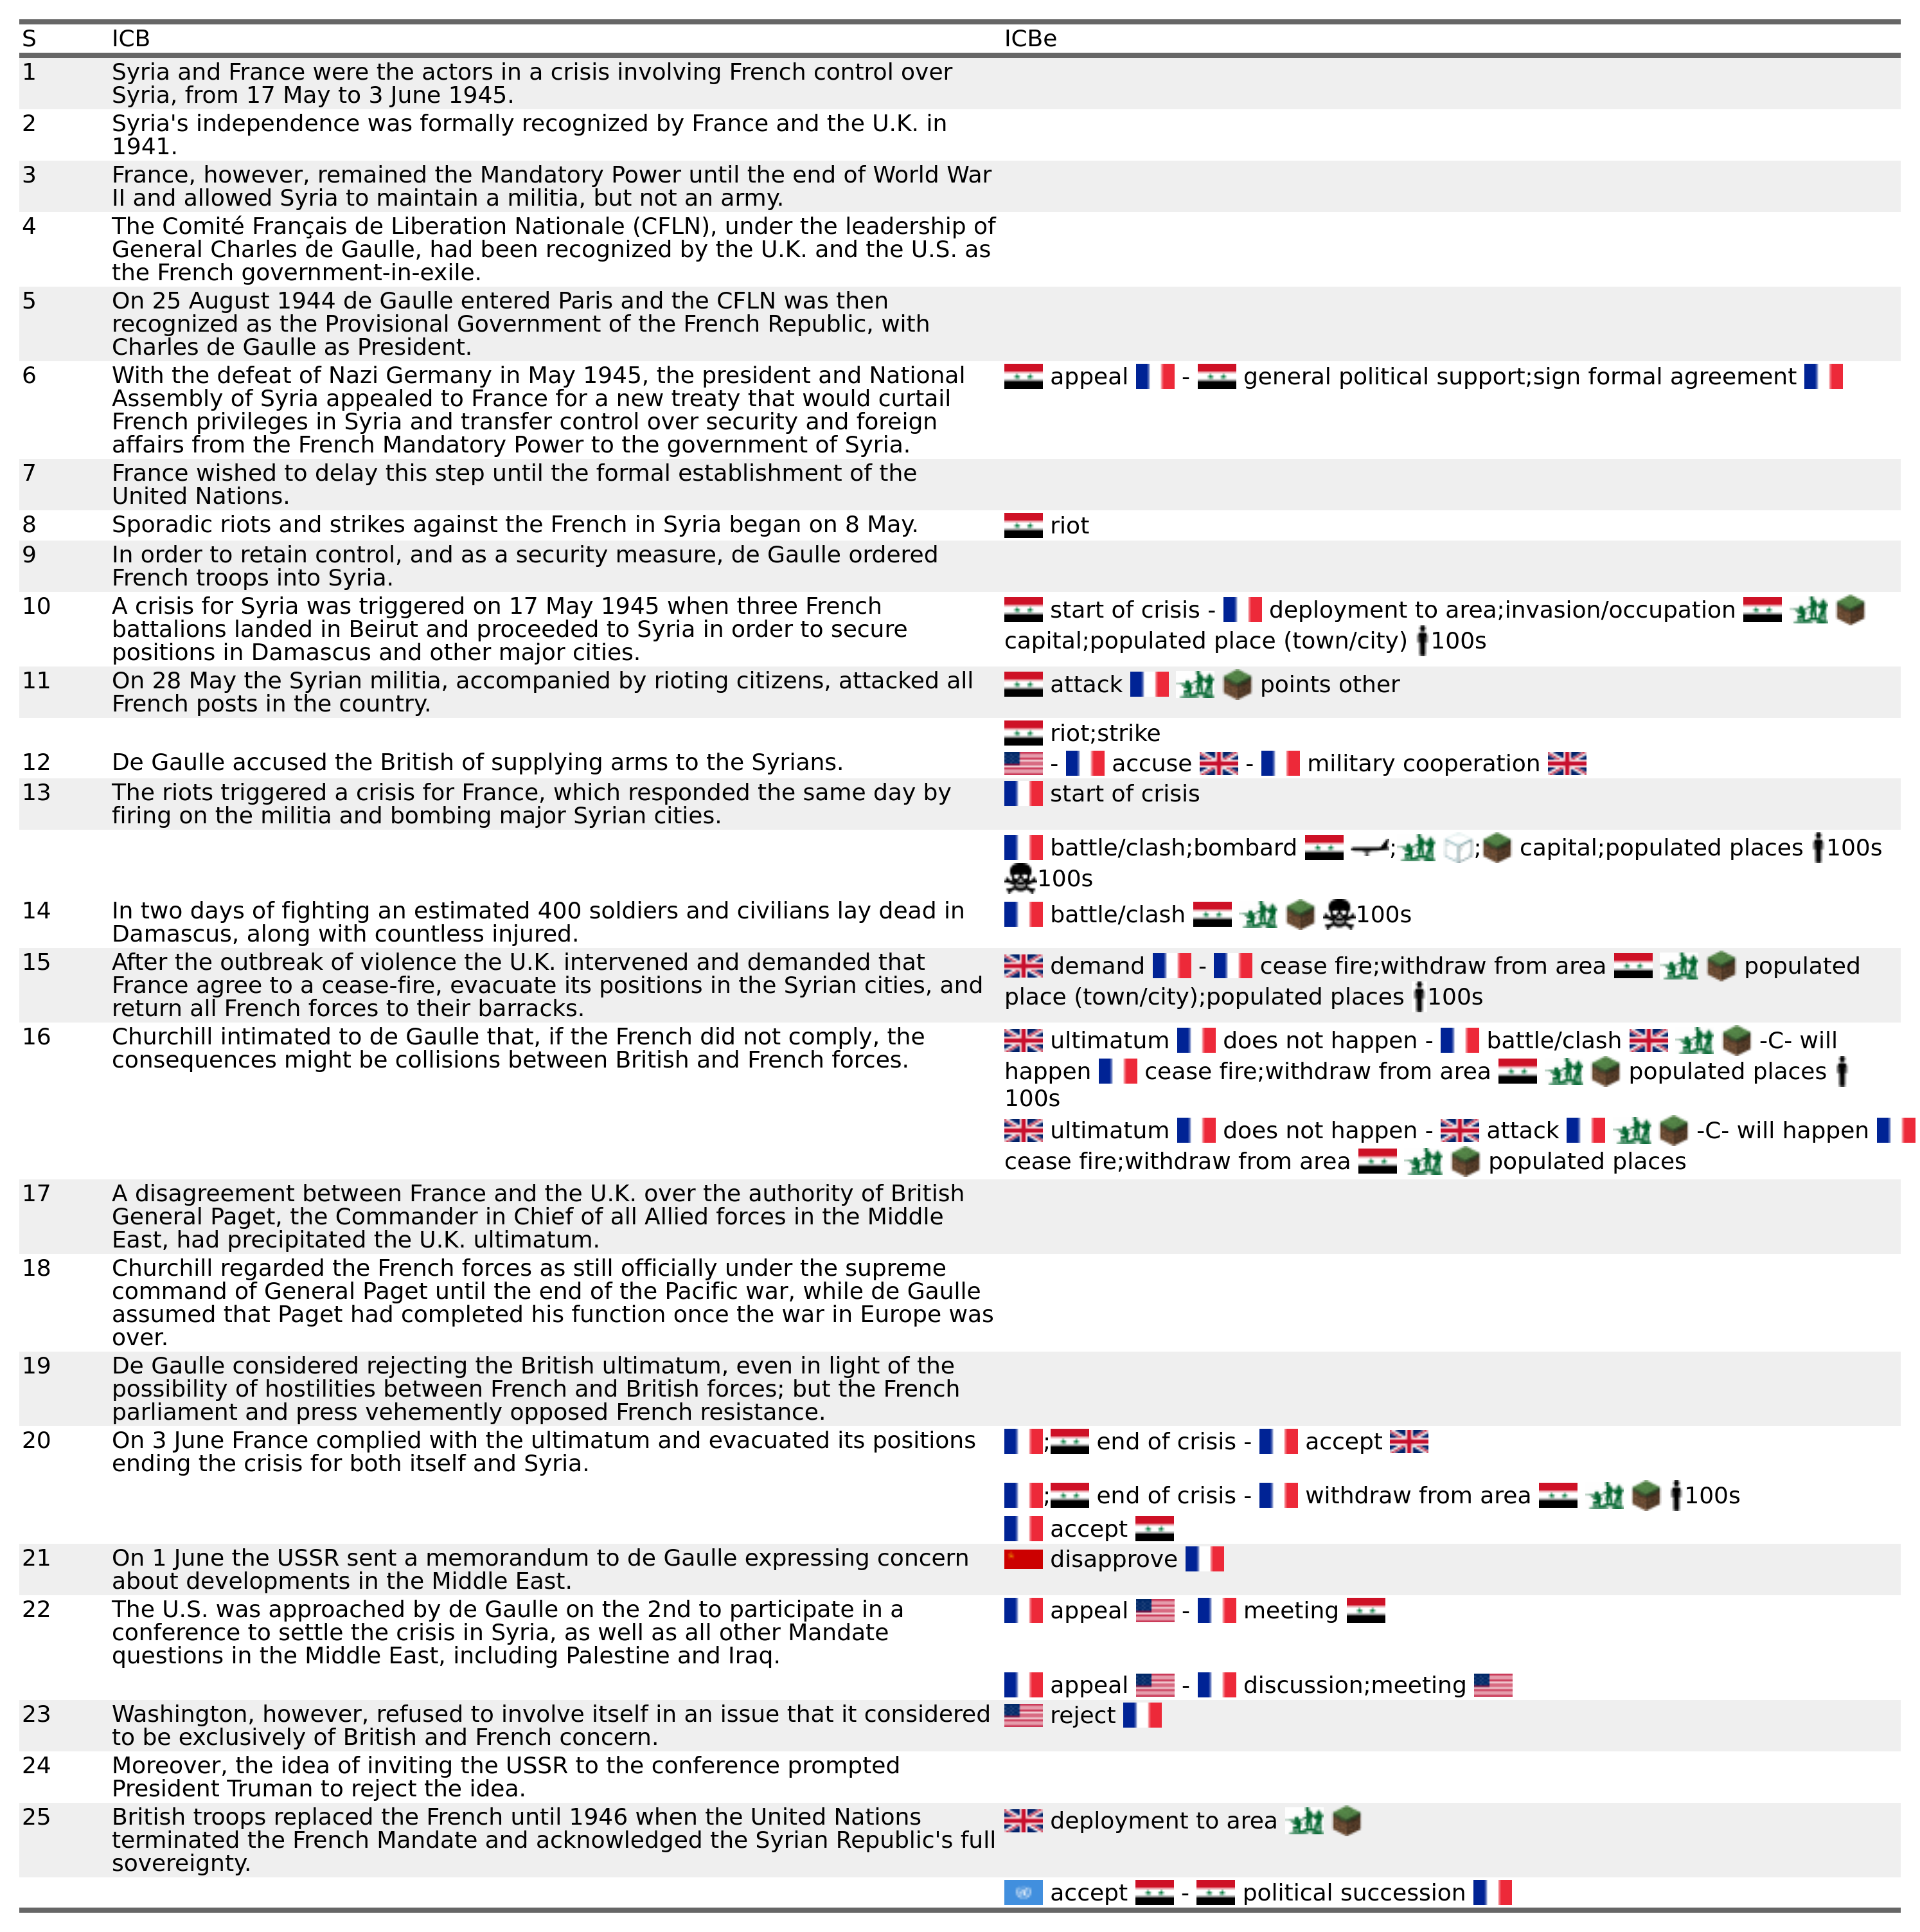 S ICB ICBe
1 Syria and France were the actors in a crisis involving French control over
Syria, from 17 May to 3 June 1945.
2 Syria's independence was formally recognized by France and the U.K. in
1941.
3 France, however, remained the Mandatory Power until the end of World War
II and allowed Syria to maintain a militia, but not an army.
4 The Comité Français de Liberation Nationale (CFLN), under the leadership of
General Charles de Gaulle, had been recognized by the U.K. and the U.S. as
the French government-in-exile.
5 On 25 August 1944 de Gaulle entered Paris and the CFLN was then
recognized as the Provisional Government of the French Republic, with
Charles de Gaulle as President.
6 With the defeat of Nazi Germany in May 1945, the president and National
Assembly of Syria appealed to France for a new treaty that would curtail
French privileges in Syria and transfer control over security and foreign
affairs from the French Mandatory Power to the government of Syria.
appeal - general political support;sign formal agreement
7 France wished to delay this step until the formal establishment of the
United Nations.
8 Sporadic riots and strikes against the French in Syria began on 8 May.
riot
9 In order to retain control, and as a security measure, de Gaulle ordered
French troops into Syria.
10 A crisis for Syria was triggered on 17 May 1945 when three French
battalions landed in Beirut and proceeded to Syria in order to secure
positions in Damascus and other major cities.
start of crisis - deployment to area;invasion/occupation
capital;populated place (town/city) 100s
11 On 28 May the Syrian militia, accompanied by rioting citizens, attacked all
French posts in the country.
attack points other
riot;strike
12 De Gaulle accused the British of supplying arms to the Syrians.
- accuse - military cooperation
13 The riots triggered a crisis for France, which responded the same day by
firing on the militia and bombing major Syrian cities.
start of crisis
battle/clash;bombard ; ; capital;populated places 100s
100s
14 In two days of fighting an estimated 400 soldiers and civilians lay dead in
Damascus, along with countless injured.
battle/clash 100s
15 After the outbreak of violence the U.K. intervened and demanded that
France agree to a cease-fire, evacuate its positions in the Syrian cities, and
return all French forces to their barracks.
demand - cease fire;withdraw from area populated
place (town/city);populated places 100s
16 Churchill intimated to de Gaulle that, if the French did not comply, the
consequences might be collisions between British and French forces.
ultimatum does not happen - battle/clash -C- will
happen cease fire;withdraw from area populated places
100s
ultimatum does not happen - attack -C- will happen
cease fire;withdraw from area populated places
17 A disagreement between France and the U.K. over the authority of British
General Paget, the Commander in Chief of all Allied forces in the Middle
East, had precipitated the U.K. ultimatum.
18 Churchill regarded the French forces as still officially under the supreme
command of General Paget until the end of the Pacific war, while de Gaulle
assumed that Paget had completed his function once the war in Europe was
over.
19 De Gaulle considered rejecting the British ultimatum, even in light of the
possibility of hostilities between French and British forces; but the French
parliament and press vehemently opposed French resistance.
20 On 3 June France complied with the ultimatum and evacuated its positions
ending the crisis for both itself and Syria.
; end of crisis - accept
; end of crisis - withdraw from area 100s
accept
21 On 1 June the USSR sent a memorandum to de Gaulle expressing concern
about developments in the Middle East.
disapprove
22 The U.S. was approached by de Gaulle on the 2nd to participate in a
conference to settle the crisis in Syria, as well as all other Mandate
questions in the Middle East, including Palestine and Iraq.
appeal - meeting
appeal - discussion;meeting
23 Washington, however, refused to involve itself in an issue that it considered
to be exclusively of British and French concern.
reject
24 Moreover, the idea of inviting the USSR to the conference prompted
President Truman to reject the idea.
25 British troops replaced the French until 1946 when the United Nations
terminated the French Mandate and acknowledged the Syrian Republic's full
sovereignty.
deployment to area
accept - political succession